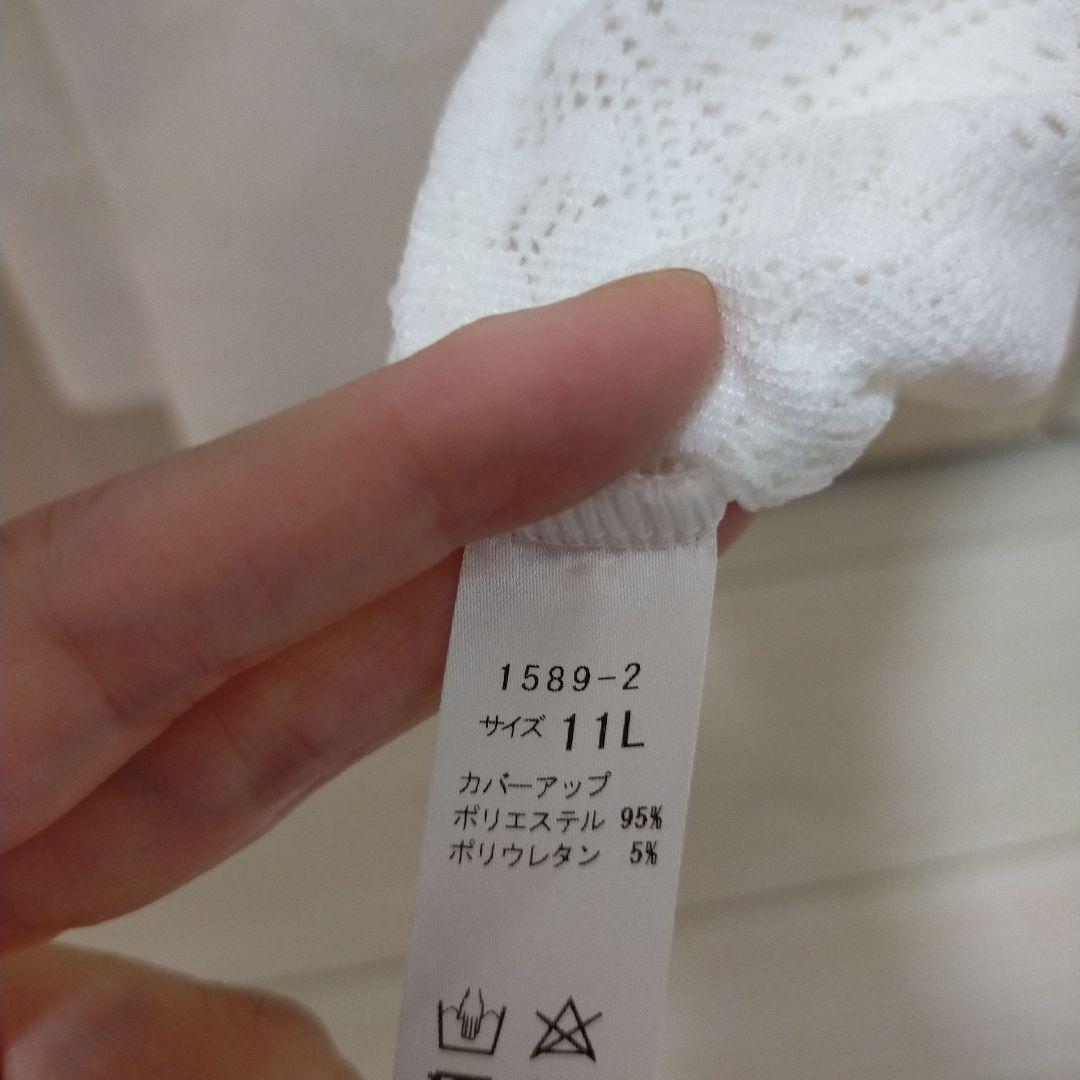 1589-2
サイズ 11L
カバーアップ
ポリエステル 95%
ポリウレタン 5%